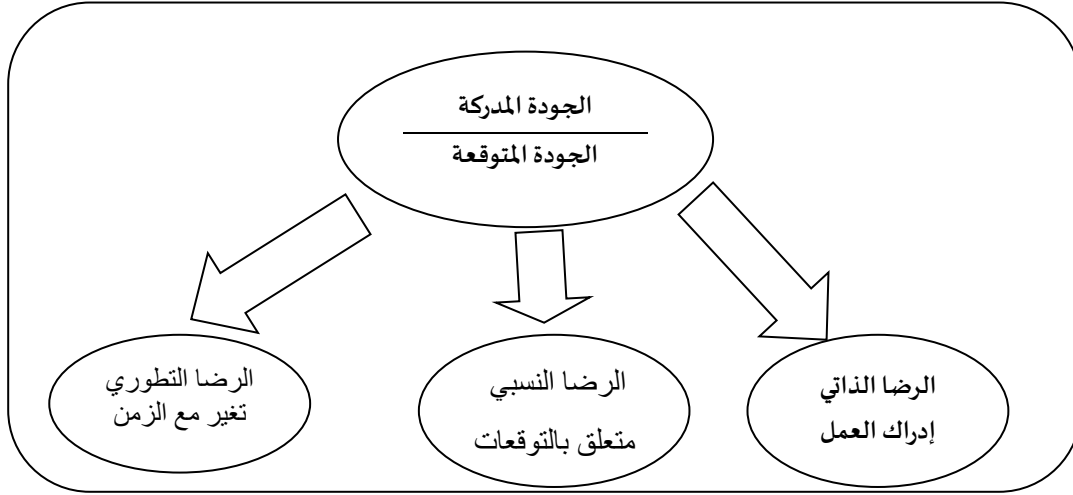 الجودة المدركة
الجودة المتوقعة
الرضا الذاتي
إدراك العمل
الرضا النسبي
متعلق بالتوقعات
الرضا التطوري
تغير مع الزمن